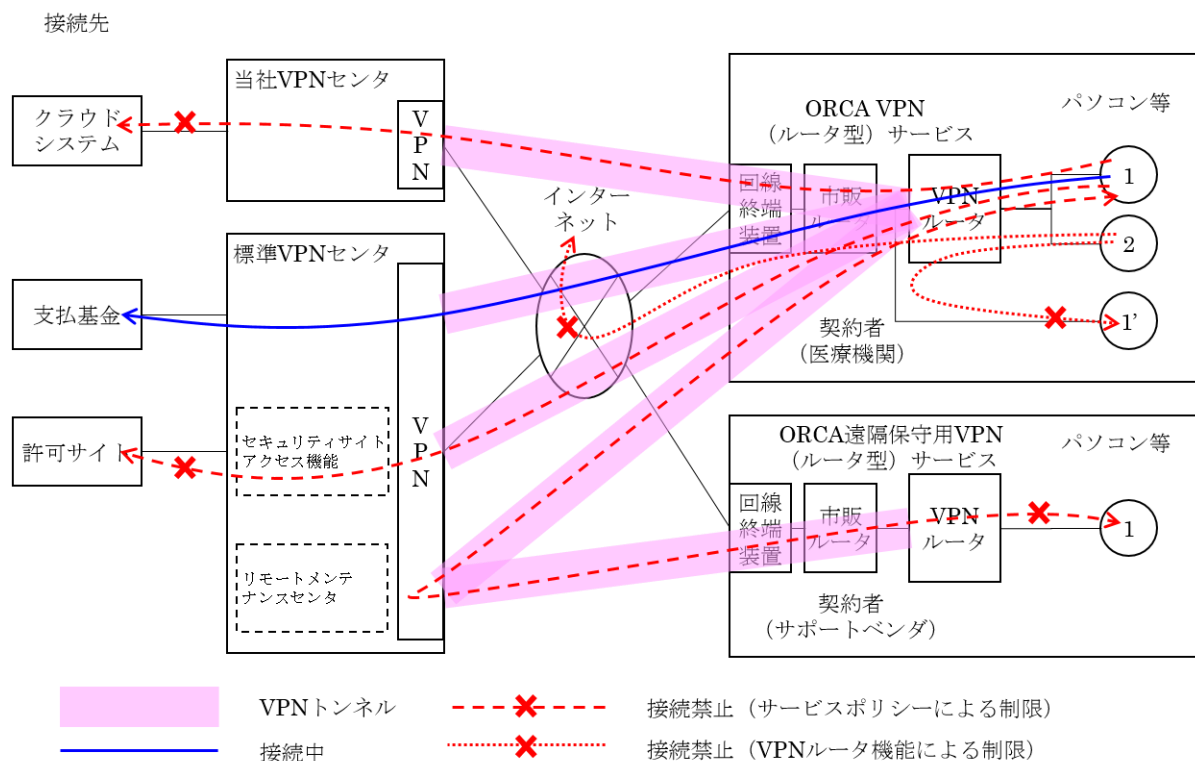 接続先
クラウド
システム
支払基金
許可サイト
当社VPNセンタ
V
P
N
標準VPNセンタ
V
P
N
セキュリティサイト
アクセス機能
リモートメンテ
ナンスセンタ
インター
ネット
ORCA VPN
（ルータ型）サービス
パソコン等
回線
終端
装置
市販
ルータ
VPN
ルータ
1
2
1’
契約者
（医療機関）
ORCA遠隔保守用VPN
（ルータ型）サービス
パソコン等
回線
終端
装置
市販
ルータ
VPN
ルータ
1
契約者
（サポートベンダ）
VPNトンネル
接続禁止（サービスポリシーによる制限）
接続中
接続禁止（VPNルータ機能による制限）